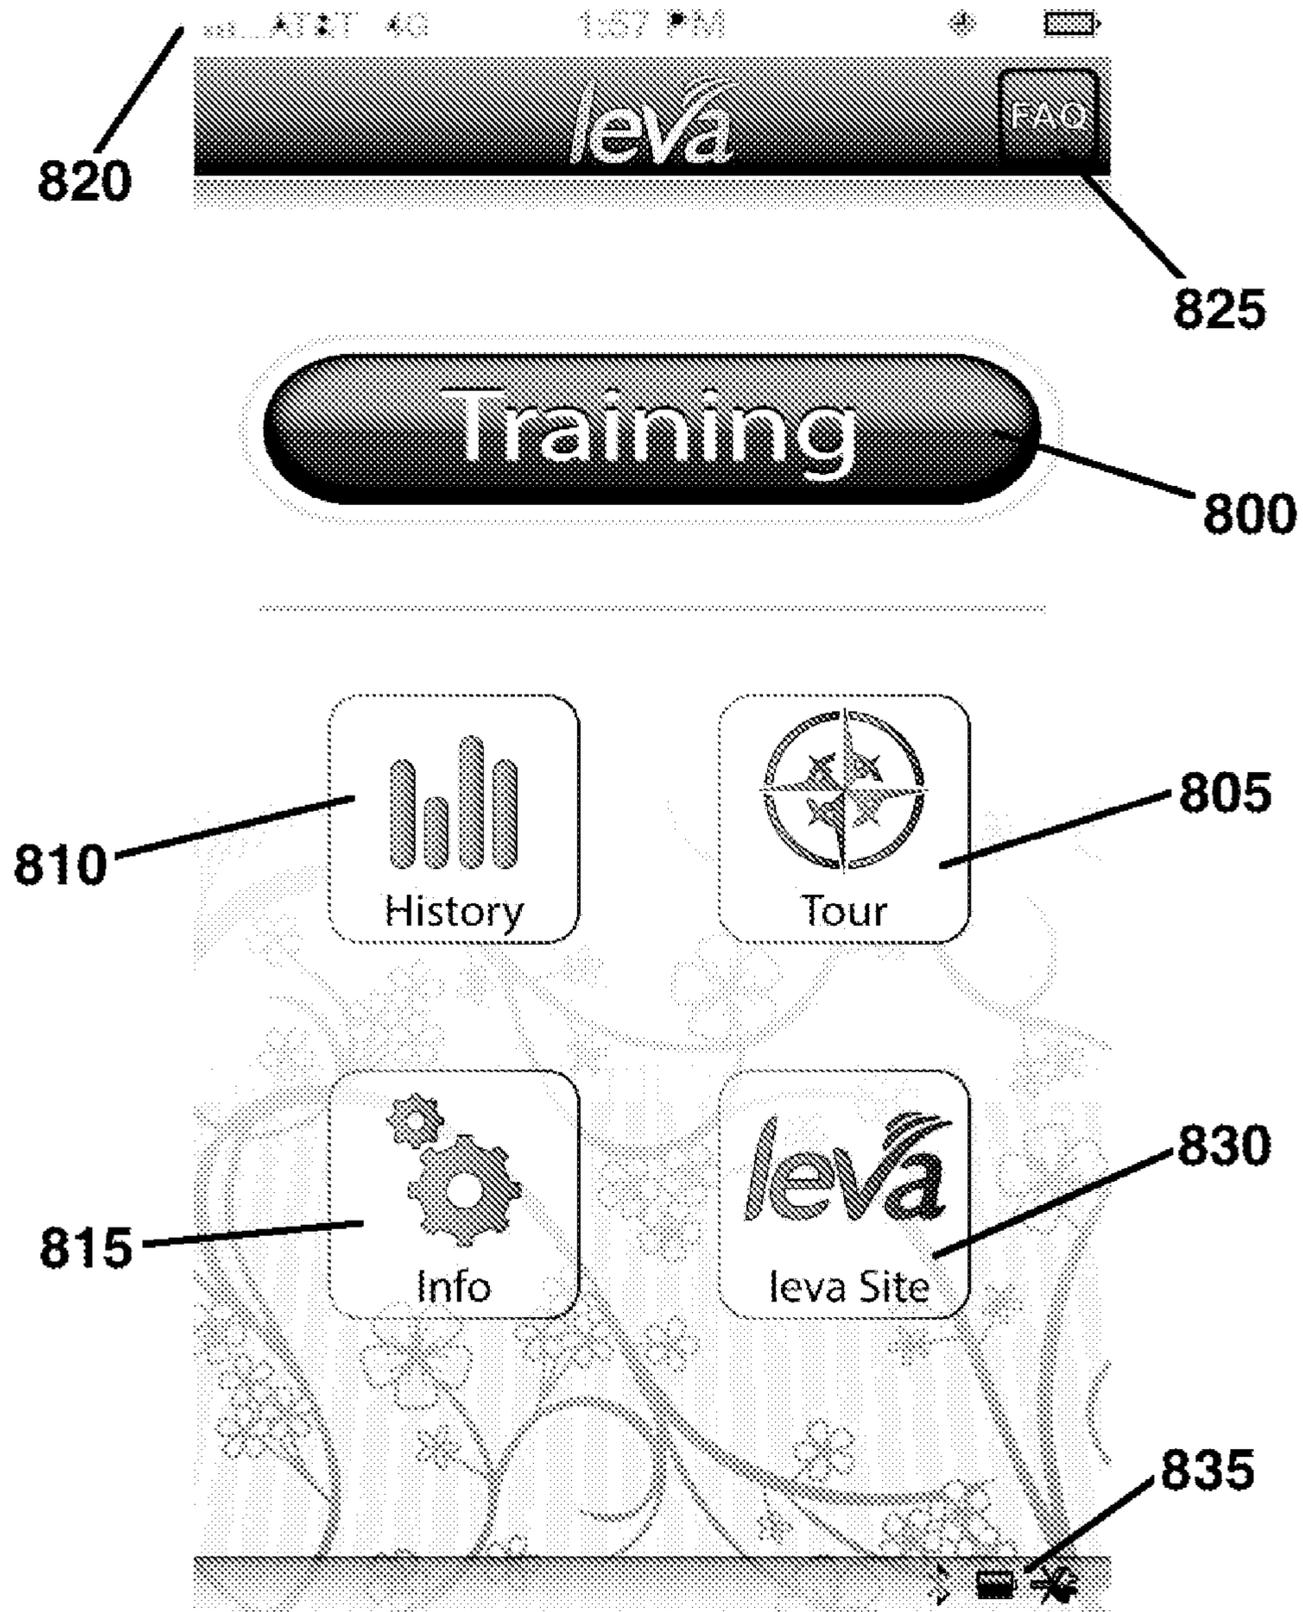 AT&T 4G 1:57 PM
820
leva
FAQ
825
Training
800
805
810
History
Tour
830
leva
815
Info
leva Site
835